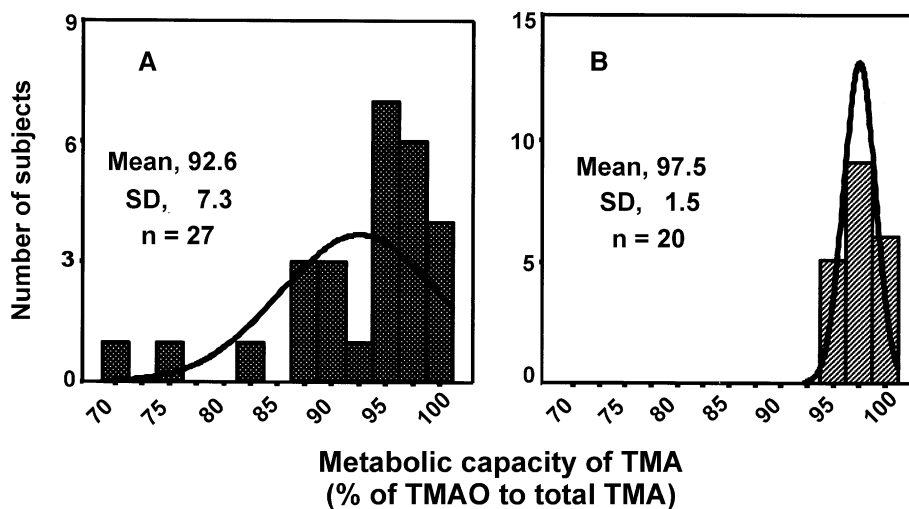 Number of subjects
9
6
3
0
A
Mean, 92.6
SD, 7.3
n = 27
70 75 80 85 90 95 100
15
10
5
0
B
Mean, 97.5
SD, 1.5
n = 20
70 75 80 85 90 95 100
Metabolic capacity of TMA
(% of TMAO to total TMA)